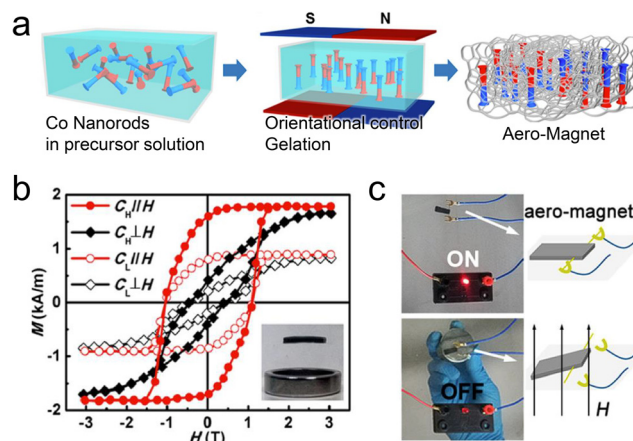 a
S N
Co Nanorods
in precursor solution
Orientational control
Gelation
Aero-Magnet
b
C_H//H
C_H⊥H
C_L//H
C_L⊥H
M (kA/m)
2
1
0
-1
-2
-3 -2 -1 0 1 2 3
H (T)
c
aero-magnet
ON
OFF
H